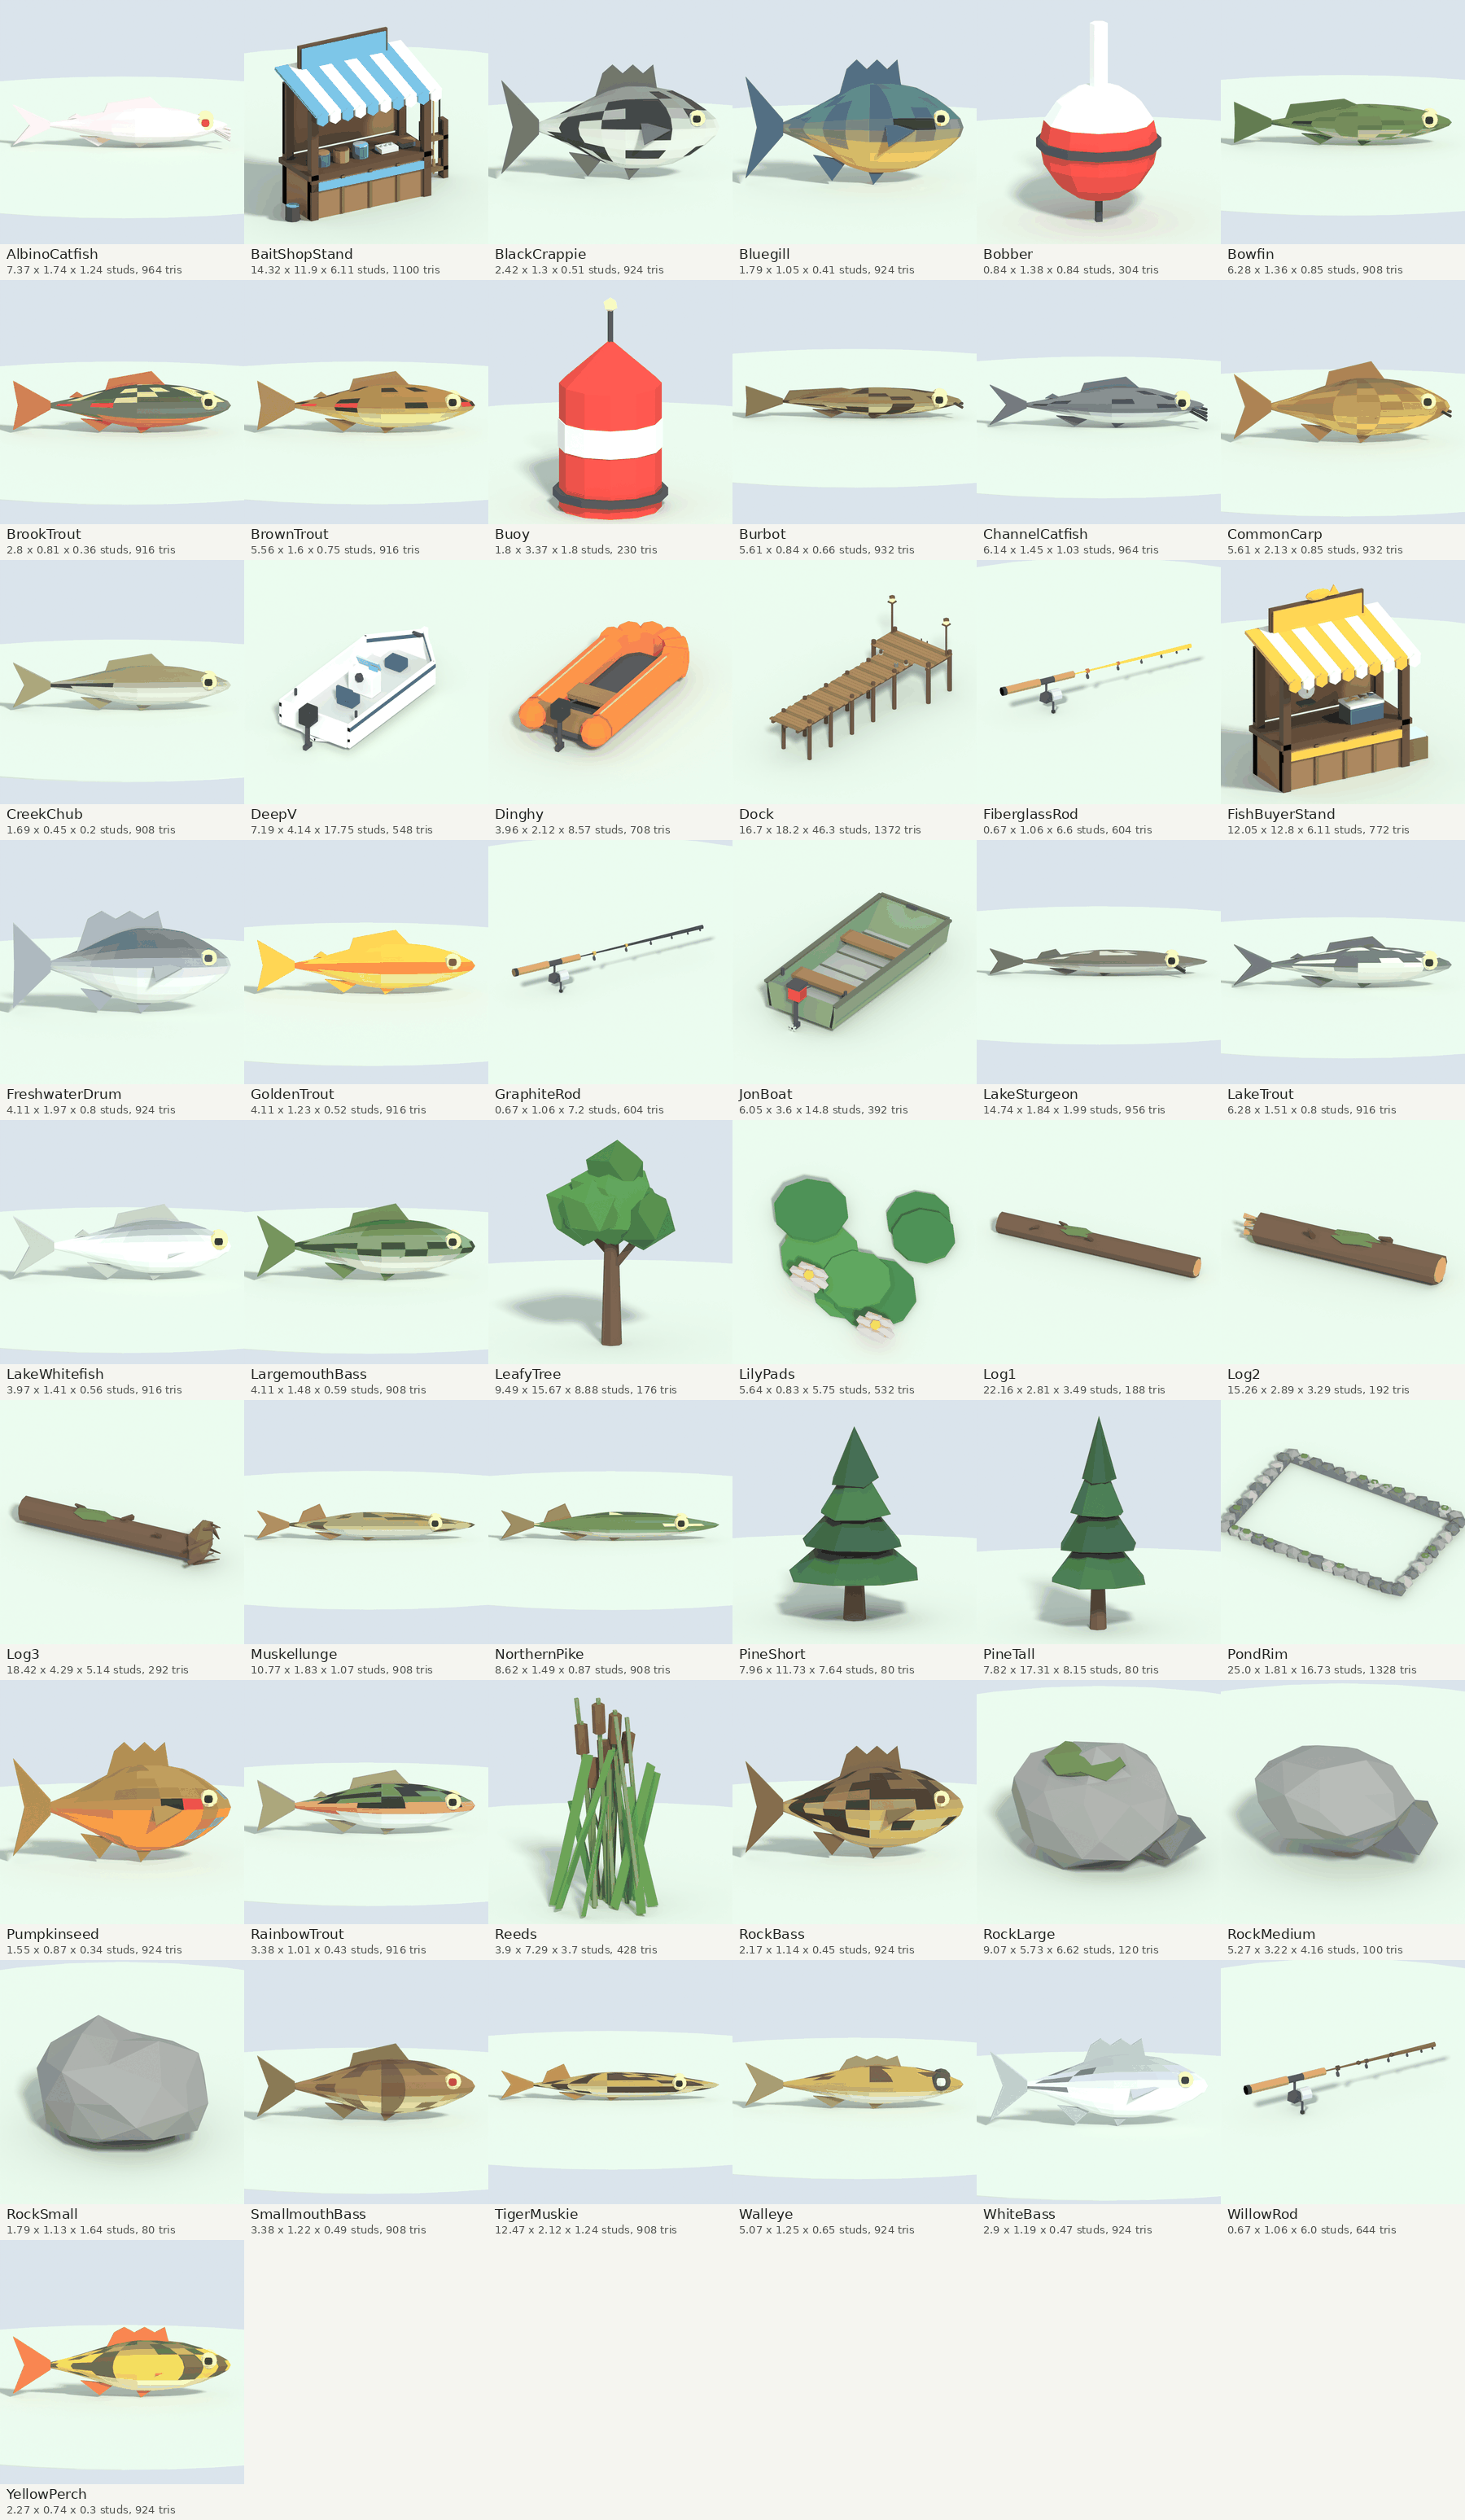 AlbinoCatfish
7.37 x 1.74 x 1.24 studs, 964 tris
BaitShopStand
14.32 x 11.9 x 6.11 studs, 1100 tris
BlackCrappie
2.42 x 1.3 x 0.51 studs, 924 tris
Bluegill
1.79 x 1.05 x 0.41 studs, 924 tris
Bobber
0.84 x 1.38 x 0.84 studs, 304 tris
Bowfin
6.28 x 1.36 x 0.85 studs, 908 tris
BrookTrout
2.8 x 0.81 x 0.36 studs, 916 tris
BrownTrout
5.56 x 1.6 x 0.75 studs, 916 tris
Buoy
1.8 x 3.37 x 1.8 studs, 230 tris
Burbot
5.61 x 0.84 x 0.66 studs, 932 tris
ChannelCatfish
6.14 x 1.45 x 1.03 studs, 964 tris
CommonCarp
5.61 x 2.13 x 0.85 studs, 932 tris
CreekChub
1.69 x 0.45 x 0.2 studs, 908 tris
DeepV
7.19 x 4.14 x 17.75 studs, 548 tris
Dinghy
3.96 x 2.12 x 8.57 studs, 708 tris
Dock
16.7 x 18.2 x 46.3 studs, 1372 tris
FiberglassRod
0.67 x 1.06 x 6.6 studs, 604 tris
FishBuyerStand
12.05 x 12.8 x 6.11 studs, 772 tris
FreshwaterDrum
4.11 x 1.97 x 0.8 studs, 924 tris
GoldenTrout
4.11 x 1.23 x 0.52 studs, 916 tris
GraphiteRod
0.67 x 1.06 x 7.2 studs, 604 tris
JonBoat
6.05 x 3.6 x 14.8 studs, 392 tris
LakeSturgeon
14.74 x 1.84 x 1.99 studs, 956 tris
LakeTrout
6.28 x 1.51 x 0.8 studs, 916 tris
LakeWhitefish
3.97 x 1.41 x 0.56 studs, 916 tris
LargemouthBass
4.11 x 1.48 x 0.59 studs, 908 tris
LeafyTree
9.49 x 15.67 x 8.88 studs, 176 tris
LilyPads
5.64 x 0.83 x 5.75 studs, 532 tris
Log1
22.16 x 2.81 x 3.49 studs, 188 tris
Log2
15.26 x 2.89 x 3.29 studs, 192 tris
Log3
18.42 x 4.29 x 5.14 studs, 292 tris
Muskellunge
10.77 x 1.83 x 1.07 studs, 908 tris
NorthernPike
8.62 x 1.49 x 0.87 studs, 908 tris
PineShort
7.96 x 11.73 x 7.64 studs, 80 tris
PineTall
7.82 x 17.31 x 8.15 studs, 80 tris
PondRim
25.0 x 1.81 x 16.73 studs, 1328 tris
Pumpkinseed
1.55 x 0.87 x 0.34 studs, 924 tris
RainbowTrout
3.38 x 1.01 x 0.43 studs, 916 tris
Reeds
3.9 x 7.29 x 3.7 studs, 428 tris
RockBass
2.17 x 1.14 x 0.45 studs, 924 tris
RockLarge
9.07 x 5.73 x 6.62 studs, 120 tris
RockMedium
5.27 x 3.22 x 4.16 studs, 100 tris
RockSmall
1.79 x 1.13 x 1.64 studs, 80 tris
SmallmouthBass
3.38 x 1.22 x 0.49 studs, 908 tris
TigerMuskie
12.47 x 2.12 x 1.24 studs, 908 tris
Walleye
5.07 x 1.25 x 0.65 studs, 924 tris
WhiteBass
2.9 x 1.19 x 0.47 studs, 924 tris
WillowRod
0.67 x 1.06 x 6.0 studs, 644 tris
YellowPerch
2.27 x 0.74 x 0.3 studs, 924 tris